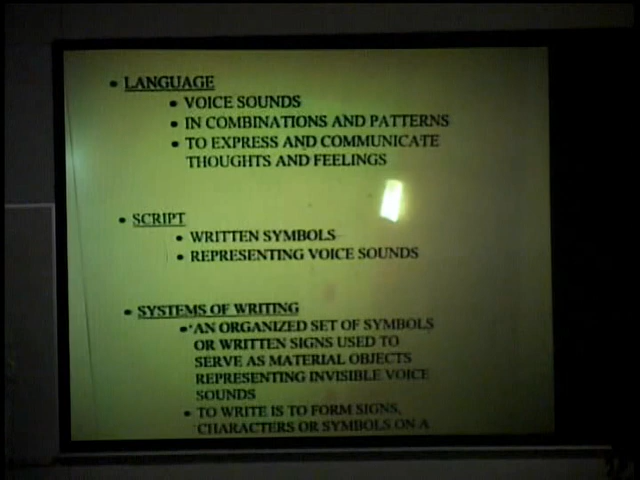 • LANGUAGE
• VOICE SOUNDS
• IN COMBINATIONS AND PATTERNS
• TO EXPRESS AND COMMUNICATE
THOUGHTS AND FEELINGS
• SCRIPT
• WRITTEN SYMBOLS
• REPRESENTING VOICE SOUNDS
• SYSTEMS OF WRITING
• AN ORGANIZED SET OF SYMBOLS
OR WRITTEN SIGNS USED TO
SERVE AS MATERIAL OBJECTS
REPRESENTING INVISIBLE VOICE
SOUNDS
• TO WRITE IS TO FORM SIGNS,
CHARACTERS OR SYMBOLS ON A